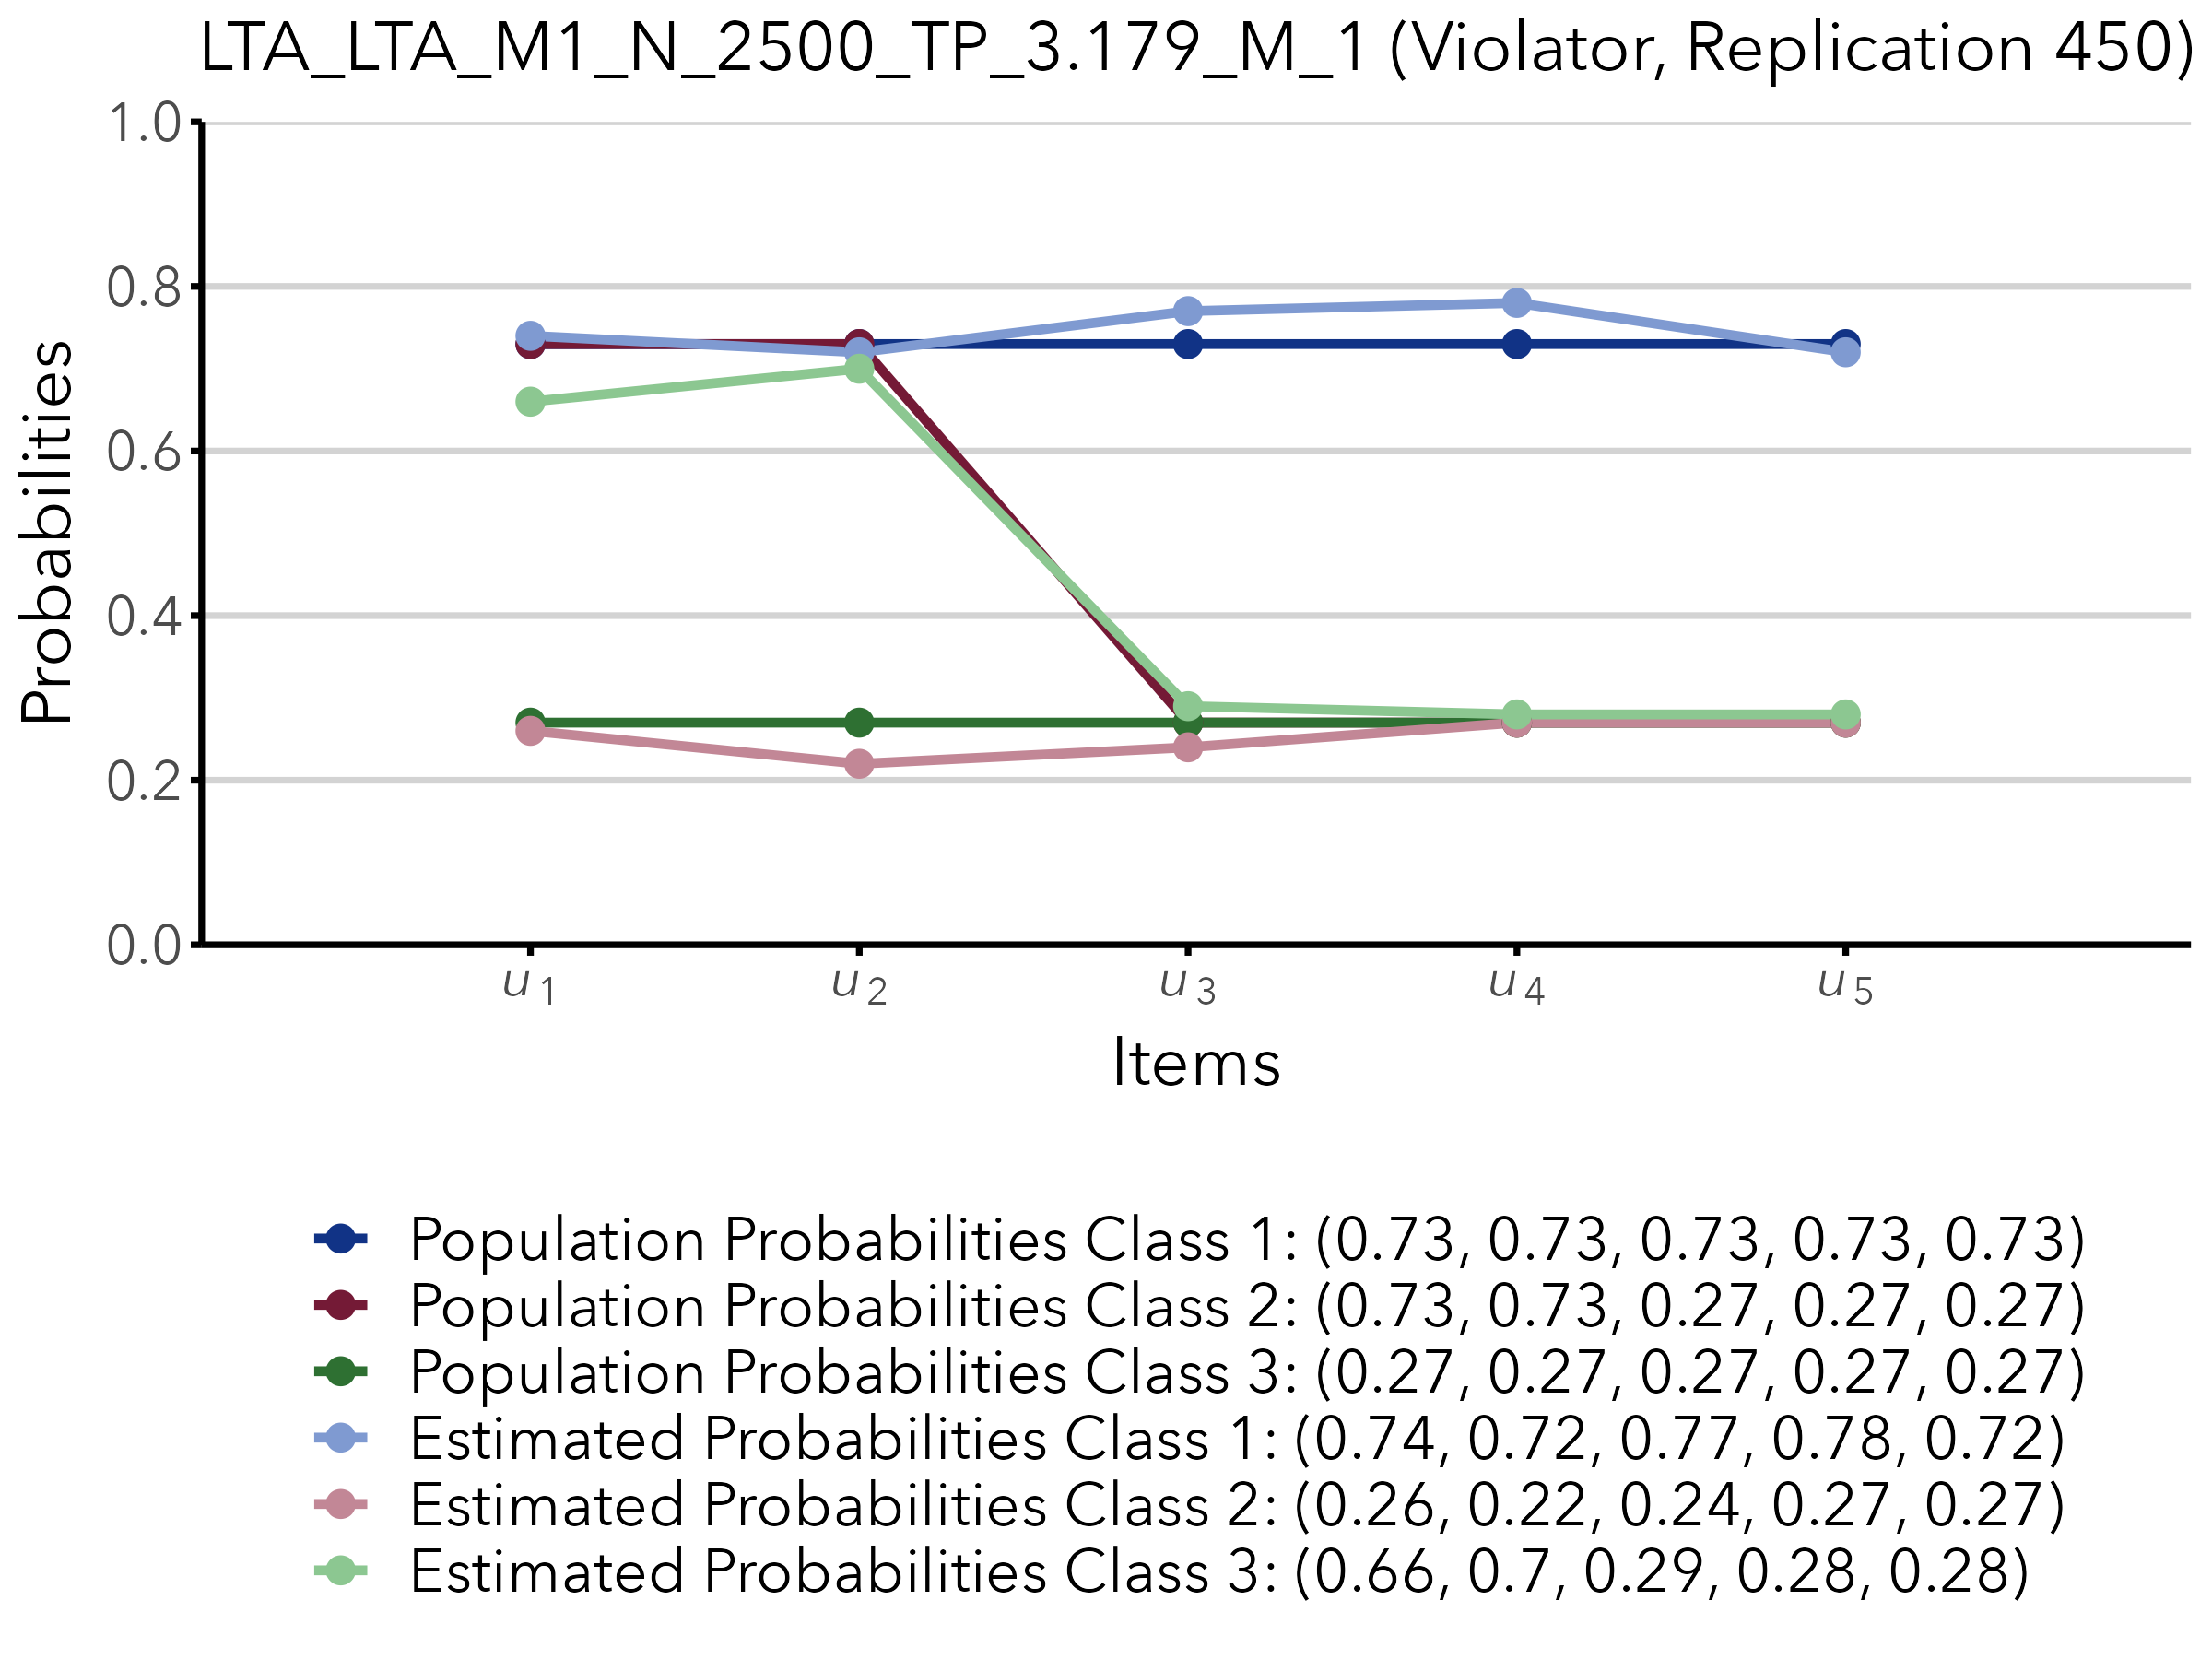 LTA_LTA_M1_N_2500_TP_3.179_M_1 (Violator, Replication 450)
1.0
0.8
0.6
0.4
0.2
0.0
Probabilities
u1 u2 u3 u4 u5
Items
Population Probabilities Class 1: (0.73, 0.73, 0.73, 0.73, 0.73)
Population Probabilities Class 2: (0.73, 0.73, 0.27, 0.27, 0.27)
Population Probabilities Class 3: (0.27, 0.27, 0.27, 0.27, 0.27)
Estimated Probabilities Class 1: (0.74, 0.72, 0.77, 0.78, 0.72)
Estimated Probabilities Class 2: (0.26, 0.22, 0.24, 0.27, 0.27)
Estimated Probabilities Class 3: (0.66, 0.7, 0.29, 0.28, 0.28)